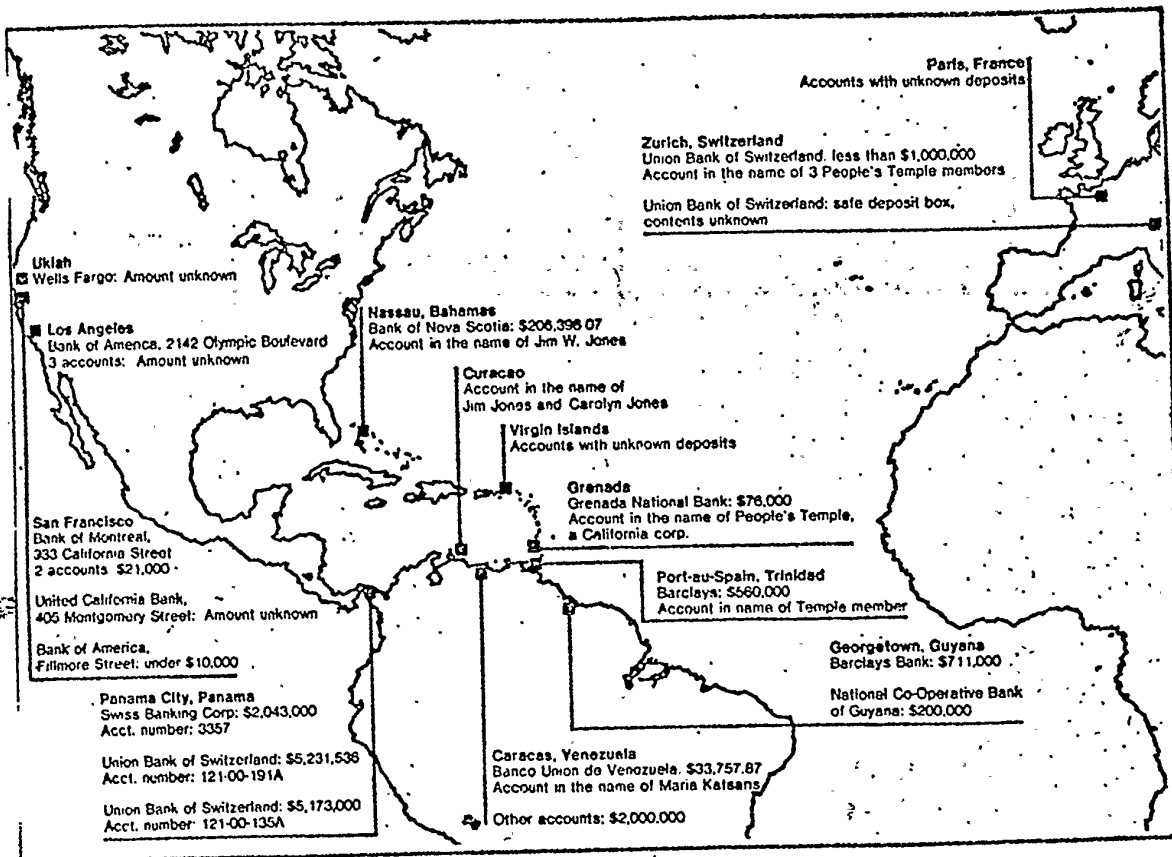 Paris, France
Accounts with unknown deposits
Zurich, Switzerland
Union Bank of Switzerland, less than $1,000,000
Account in the name of 3 People's Temple members
Union Bank of Switzerland: safe deposit box,
contents unknown
Ukiah
Wells Fargo: Amount unknown
Los Angeles
Bank of America, 2142 Olympic Boulevard
3 accounts: Amount unknown
Nassau, Bahamas
Bank of Nova Scotia: $206,396 07
Account in the name of Jim W. Jones
Curacao
Account in the name of
Jim Jones and Carolyn Jones
Virgin Islands
Accounts with unknown deposits
Grenada
Grenada National Bank: $76,000
Account in the name of People's Temple,
a California corp.
San Francisco
Bank of Montreal,
333 California Street
2 accounts $21,000
United California Bank,
405 Montgomery Street: Amount unknown
Bank of America,
Fillmore Street: under $10,000
Port-au-Spain, Trinidad
Barclays: $560,000
Account in name of Temple member
Georgetown, Guyana
Barclays Bank: $711,000
National Co-Operative Bank
of Guyana: $200,000
Panama City, Panama
Swiss Banking Corp: $2,043,000
Acct. number: 3357
Union Bank of Switzerland: $5,231,536
Acct. number: 121-00-191A
Union Bank of Switzerland: $5,173,000
Acct. number: 121-00-135A
Caracas, Venezuela
Banco Union de Venezuela. $33,757.87
Account in the name of Maria Katsaris
Other accounts: $2,000,000